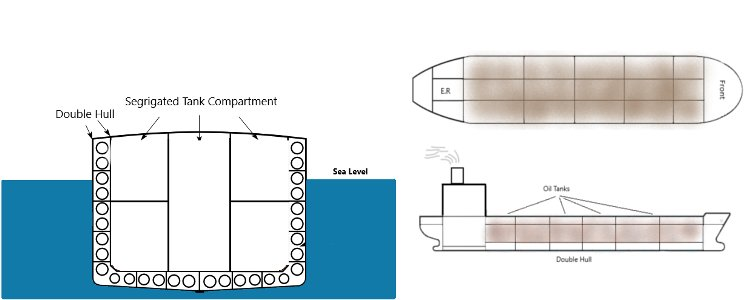 Segrigated Tank Compartment
Double Hull
Sea Level
E.R
Front
Oil Tanks
Double Hull